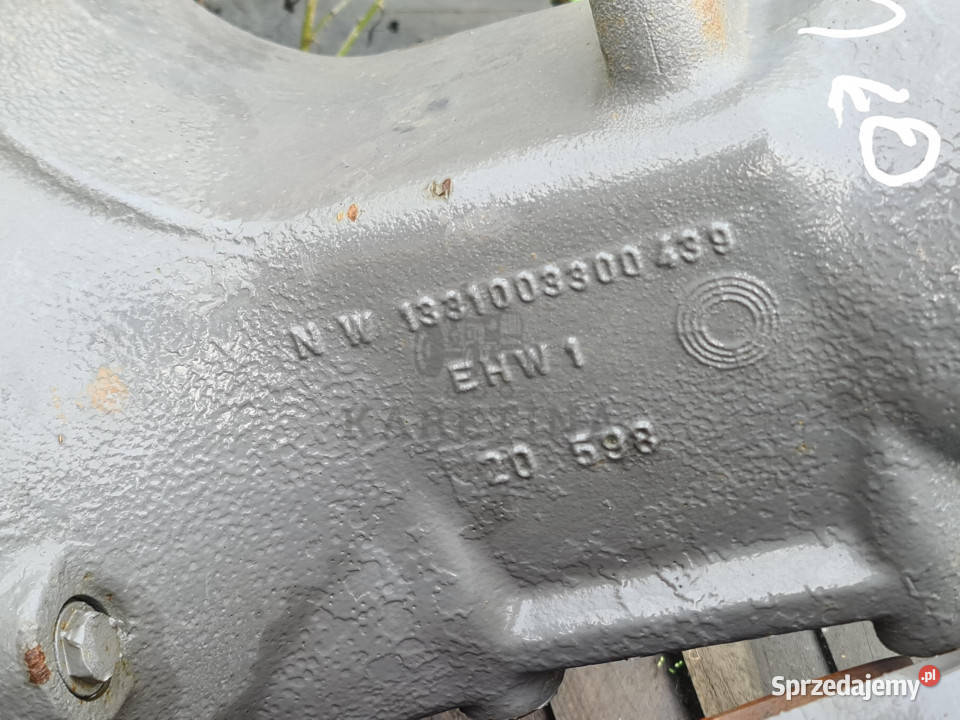 N W 1331003300 439
EHW 1
20 598
Sprzedajemy.pl